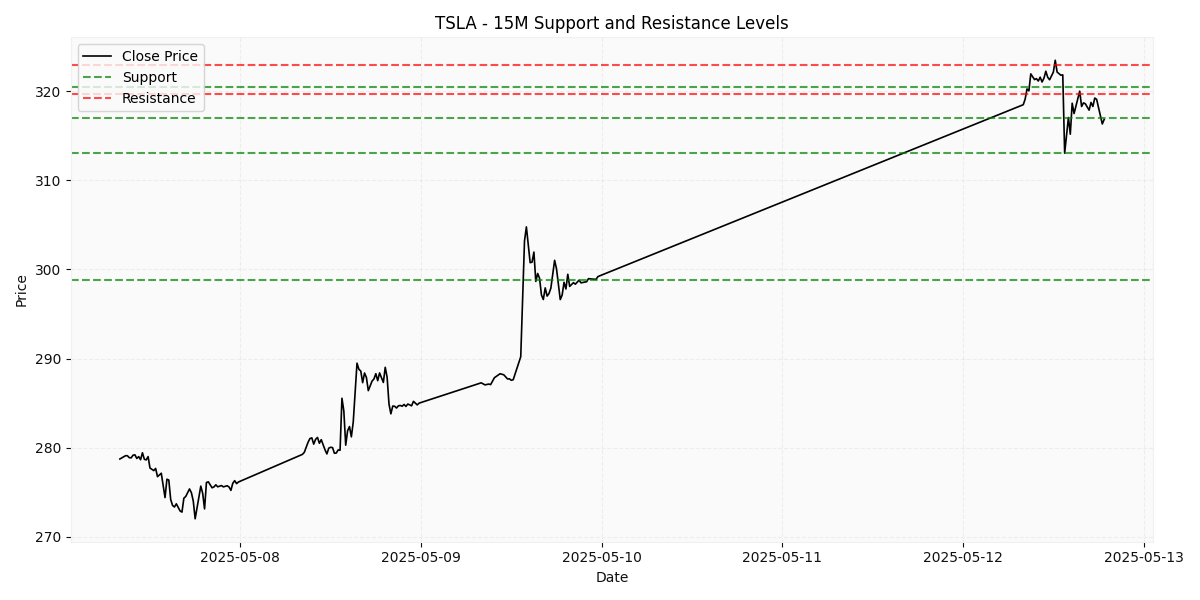 TSLA - 15M Support and Resistance Levels
Close Price
Support
Resistance
Price
320
310
300
290
280
270
2025-05-08
2025-05-09
2025-05-10
2025-05-11
2025-05-12
2025-05-13
Date